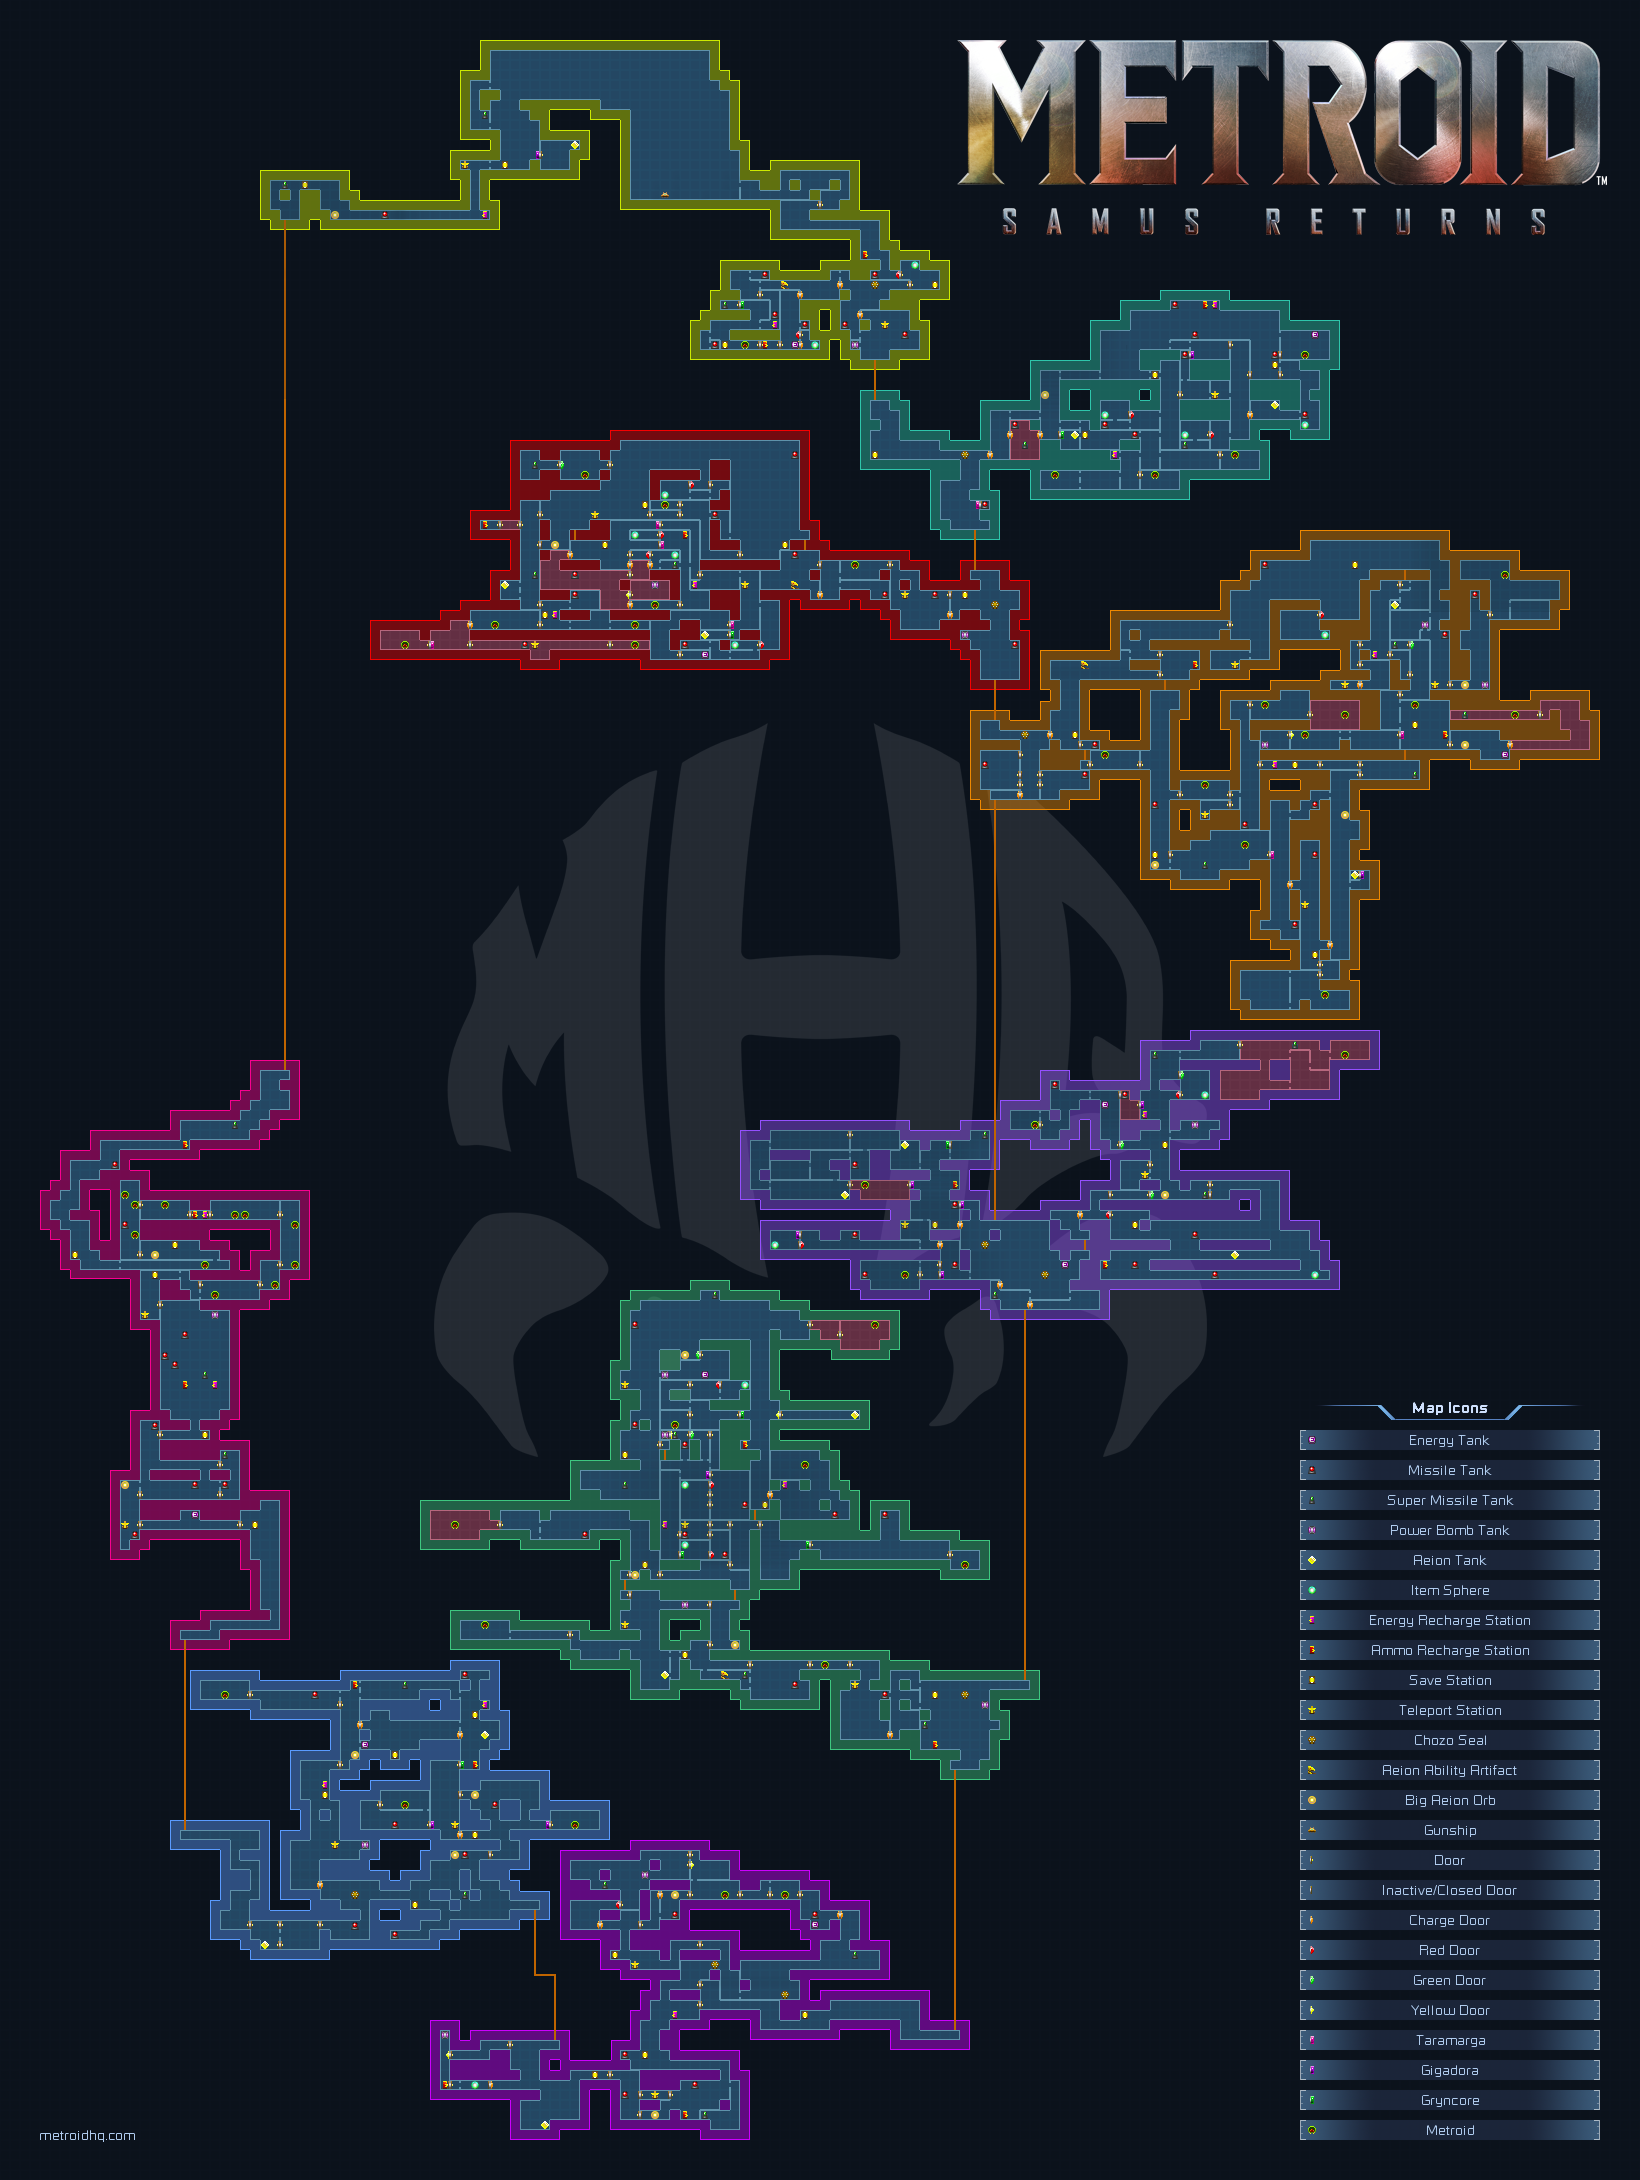 METROID™
SAMUS RETURNS
Map Icons
Energy Tank
Missile Tank
Super Missile Tank
Power Bomb Tank
Aeion Tank
Item Sphere
Energy Recharge Station
Ammo Recharge Station
Save Station
Teleport Station
Chozo Seal
Aeion Ability Artifact
Big Aeion Orb
Gunship
Door
Inactive/Closed Door
Charge Door
Red Door
Green Door
Yellow Door
Taramarga
Gigadora
Gryncore
Metroid
metroidhq.com